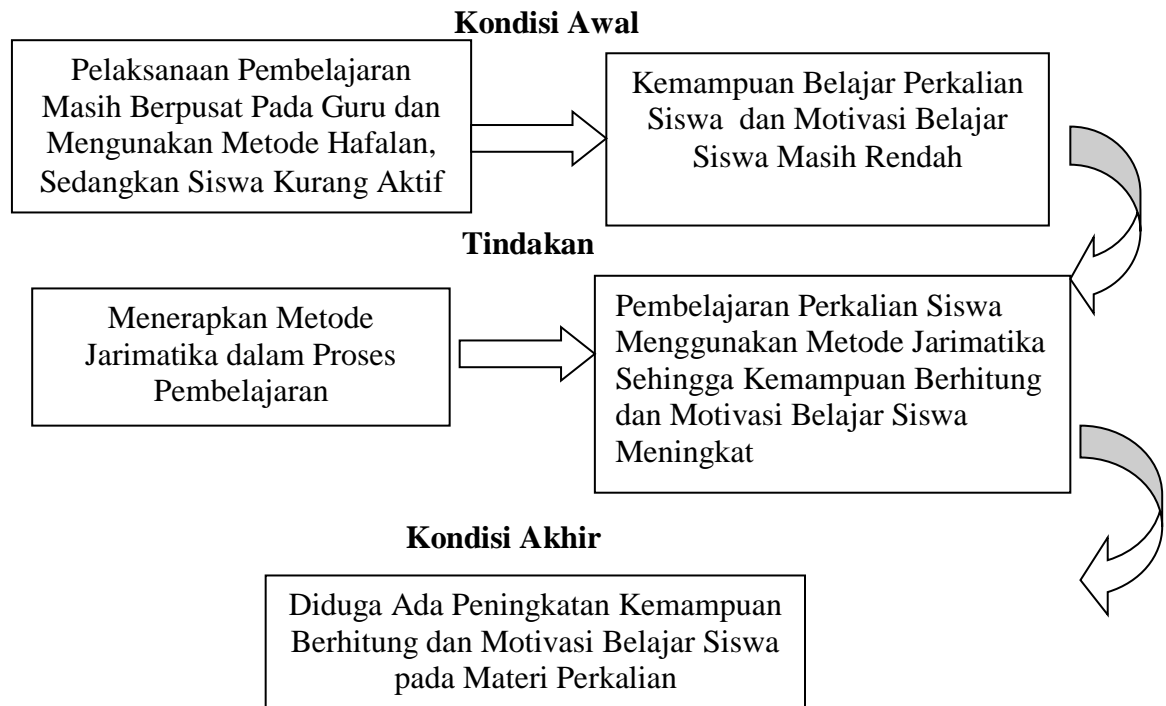 Kondisi Awal
Pelaksanaan Pembelajaran
Masih Berpusat Pada Guru dan
Mengunakan Metode Hafalan,
Sedangkan Siswa Kurang Aktif
Kemampuan Belajar Perkalian
Siswa dan Motivasi Belajar
Siswa Masih Rendah
Tindakan
Menerapkan Metode
Jarimatika dalam Proses
Pembelajaran
Pembelajaran Perkalian Siswa
Menggunakan Metode Jarimatika
Sehingga Kemampuan Berhitung
dan Motivasi Belajar Siswa
Meningkat
Kondisi Akhir
Diduga Ada Peningkatan Kemampuan
Berhitung dan Motivasi Belajar Siswa
pada Materi Perkalian